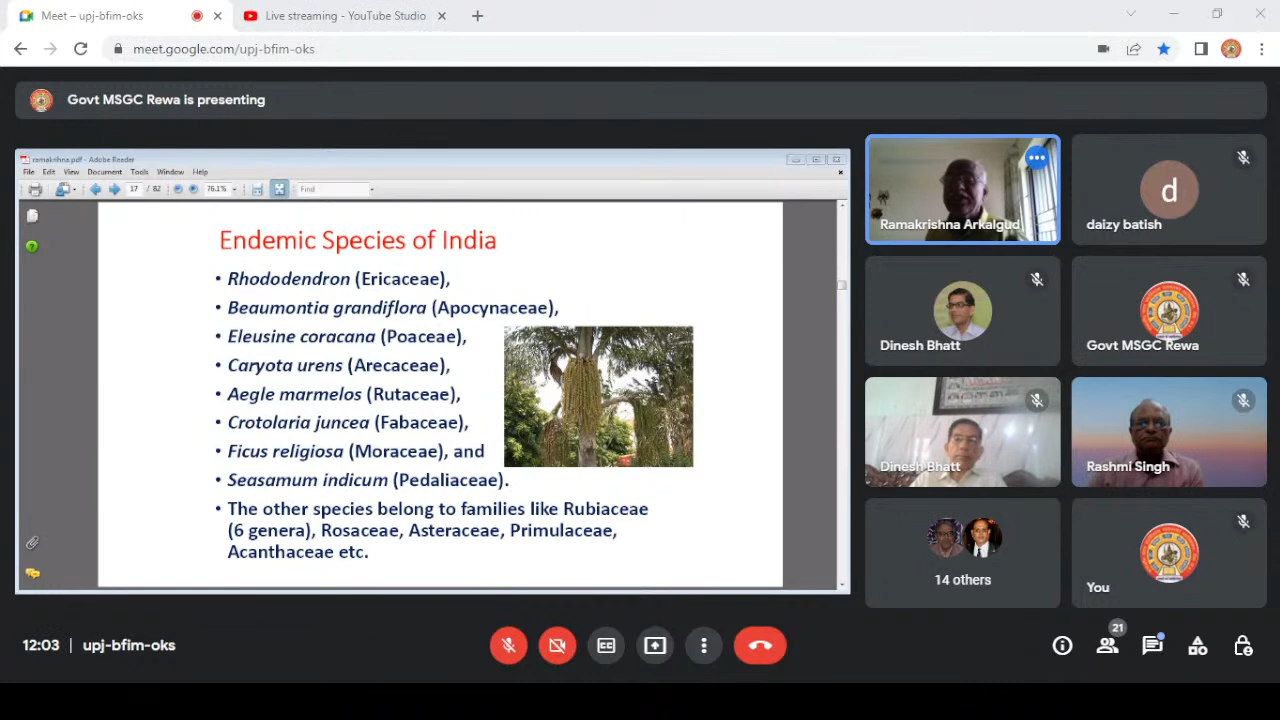 Meet – upj-bfim-oks
Live streaming - YouTube Studio
meet.google.com/upj-bfim-oks
Govt MSGC Rewa is presenting
ramakrishna.pdf - Adobe Reader
File Edit View Document Tools Window Help
17 / 82 76.1% Find
Endemic Species of India
• Rhododendron (Ericaceae),
• Beaumontia grandiflora (Apocynaceae),
• Eleusine coracana (Poaceae),
• Caryota urens (Arecaceae),
• Aegle marmelos (Rutaceae),
• Crotolaria juncea (Fabaceae),
• Ficus religiosa (Moraceae), and
• Seasamum indicum (Pedaliaceae).
• The other species belong to families like Rubiaceae
(6 genera), Rosaceae, Asteraceae, Primulaceae,
Acanthaceae etc.
Ramakrishna Arkalgud
d
daizy batish
Dinesh Bhatt
Govt MSGC Rewa
Dinesh Bhatt
Rashmi Singh
14 others
You
12:03 | upj-bfim-oks
CC
21